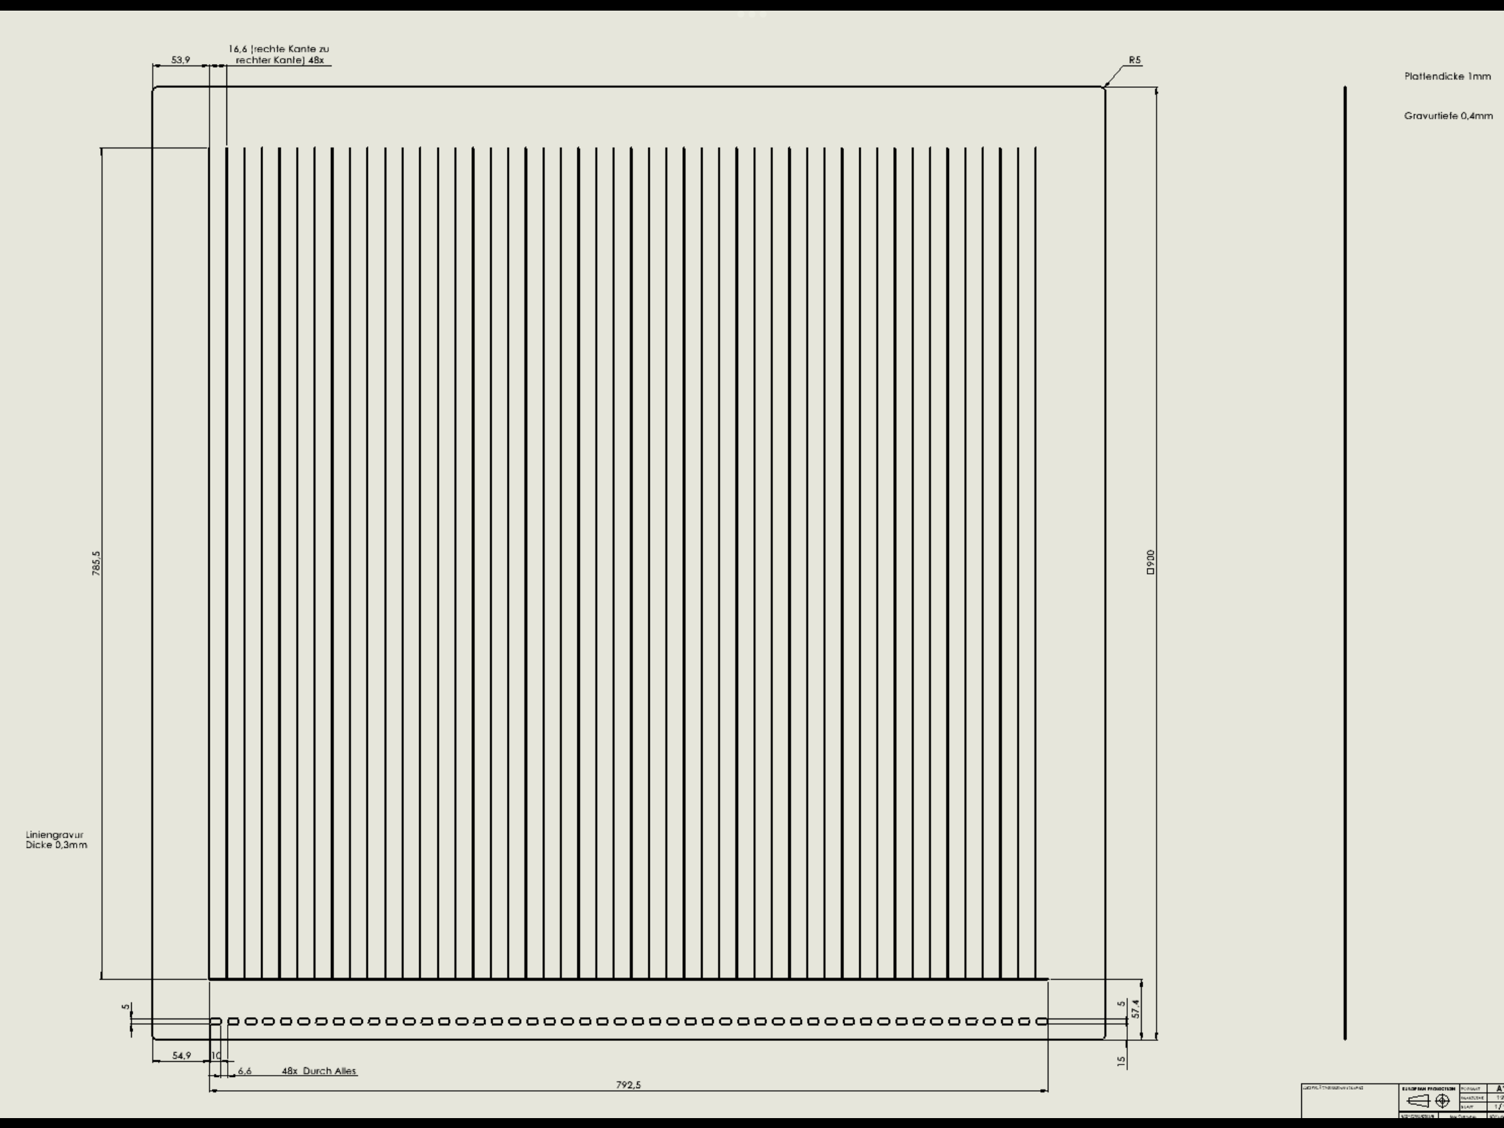 16,6 (rechte Kante zu
rechter Kante) 48x
53,9
R5
Plattendicke 1mm
Gravurtiefe 0,4mm
785,5
□900
Liniengravur
Dicke 0,3mm
5
5
57,4
54,9
10
6,6
48x Durch Alles
15
792,5
EUROPEAN PROJECTION